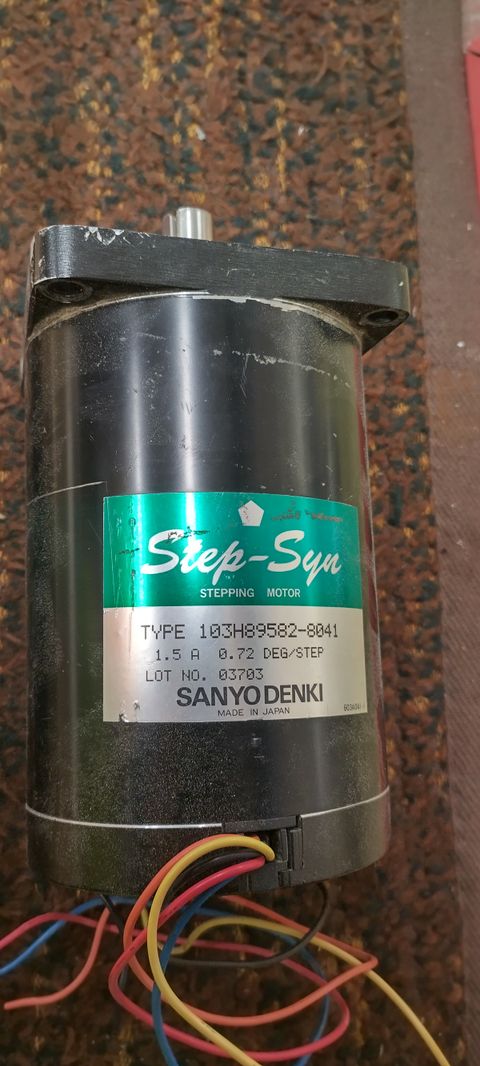 Step-Syn
STEPPING MOTOR
TYPE 103H89582-8041
1.5 A 0.72 DEG/STEP
LOT NO. 03703
SANYO DENKI
MADE IN JAPAN